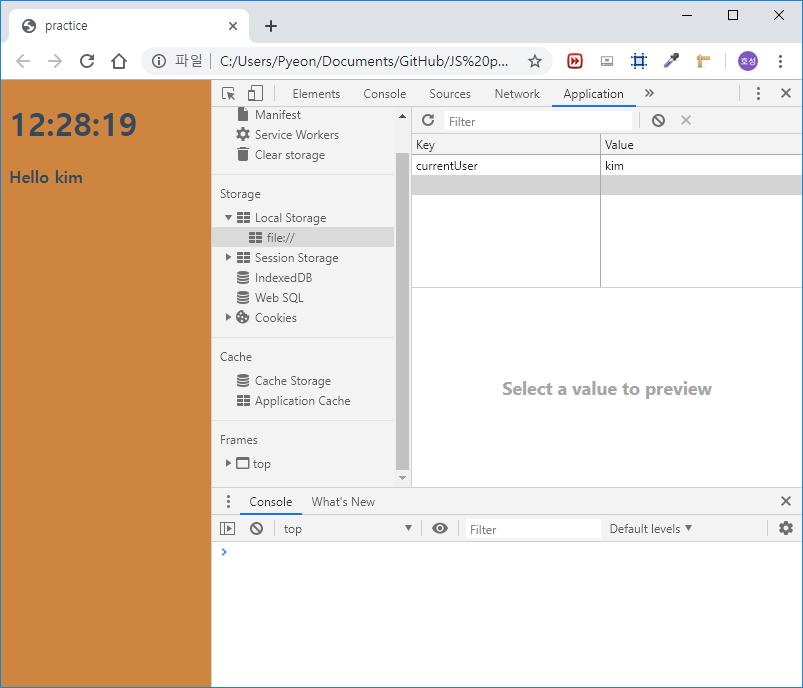 practice
파일 C:/Users/Pyeon/Documents/GitHub/JS%20p... 호성
12:28:19
Hello kim
Elements Console Sources Network Application
Manifest
Service Workers
Clear storage
Storage
Local Storage
file://
Session Storage
IndexedDB
Web SQL
Cookies
Cache
Cache Storage
Application Cache
Frames
top
Filter
Key Value
currentUser kim
Select a value to preview
Console What's New
top Filter Default levels